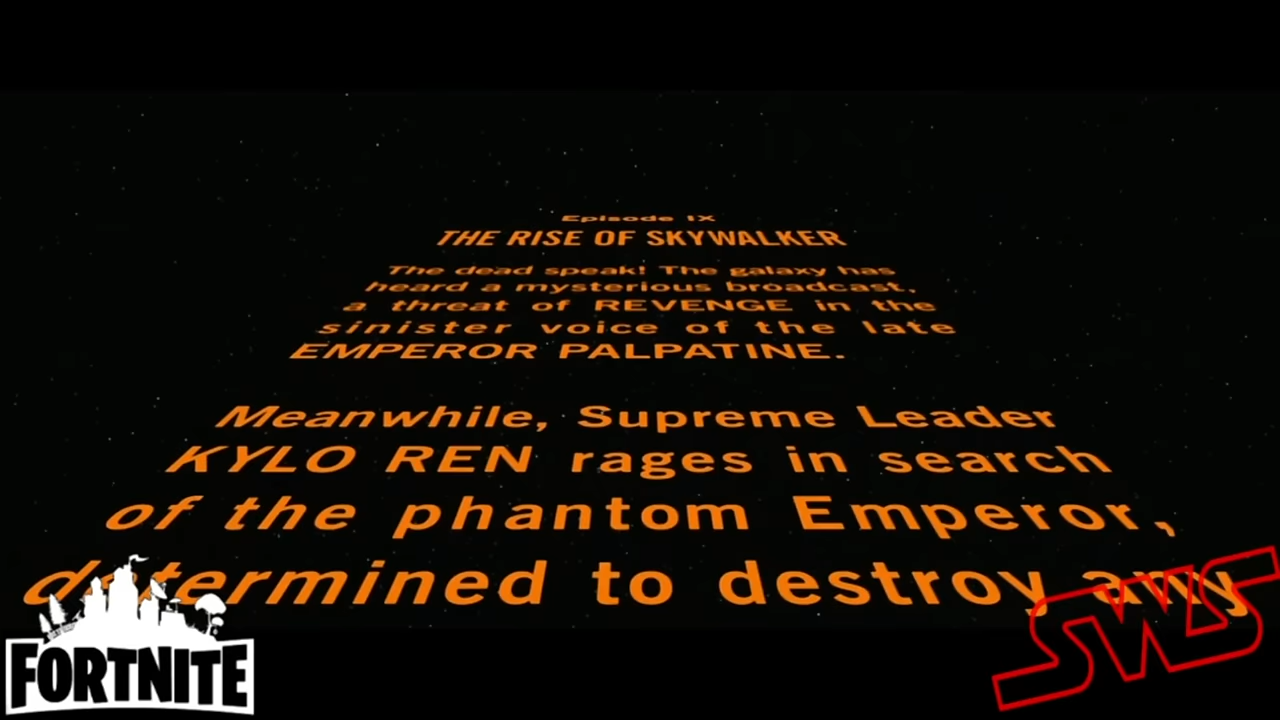 Episode IX
THE RISE OF SKYWALKER
The dead speak! The galaxy has
heard a mysterious broadcast,
a threat of REVENGE in the
sinister voice of the late
EMPEROR PALPATINE.
Meanwhile, Supreme Leader
KYLO REN rages in search
of the phantom Emperor,
determined to destroy any
FORTNITE
SWS